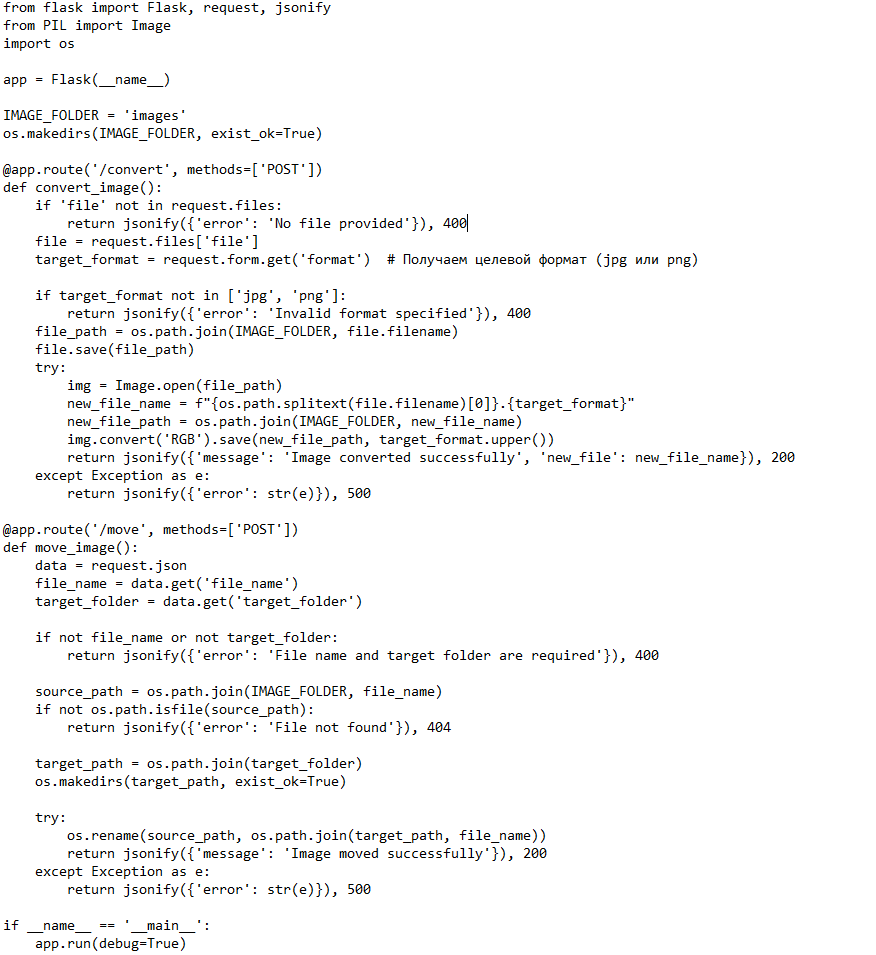 from flask import Flask, request, jsonify
from PIL import Image
import os

app = Flask(__name__)

IMAGE_FOLDER = 'images'
os.makedirs(IMAGE_FOLDER, exist_ok=True)

@app.route('/convert', methods=['POST'])
def convert_image():
    if 'file' not in request.files:
        return jsonify({'error': 'No file provided'}), 400
    file = request.files['file']
    target_format = request.form.get('format')  # Получаем целевой формат (jpg или png)

    if target_format not in ['jpg', 'png']:
        return jsonify({'error': 'Invalid format specified'}), 400
    file_path = os.path.join(IMAGE_FOLDER, file.filename)
    file.save(file_path)
    try:
        img = Image.open(file_path)
        new_file_name = f"{os.path.splitext(file.filename)[0]}.{target_format}"
        new_file_path = os.path.join(IMAGE_FOLDER, new_file_name)
        img.convert('RGB').save(new_file_path, target_format.upper())
        return jsonify({'message': 'Image converted successfully', 'new_file': new_file_name}), 200
    except Exception as e:
        return jsonify({'error': str(e)}), 500

@app.route('/move', methods=['POST'])
def move_image():
    data = request.json
    file_name = data.get('file_name')
    target_folder = data.get('target_folder')

    if not file_name or not target_folder:
        return jsonify({'error': 'File name and target folder are required'}), 400

    source_path = os.path.join(IMAGE_FOLDER, file_name)
    if not os.path.isfile(source_path):
        return jsonify({'error': 'File not found'}), 404

    target_path = os.path.join(target_folder)
    os.makedirs(target_path, exist_ok=True)

    try:
        os.rename(source_path, os.path.join(target_path, file_name))
        return jsonify({'message': 'Image moved successfully'}), 200
    except Exception as e:
        return jsonify({'error': str(e)}), 500

if __name__ == '__main__':
    app.run(debug=True)